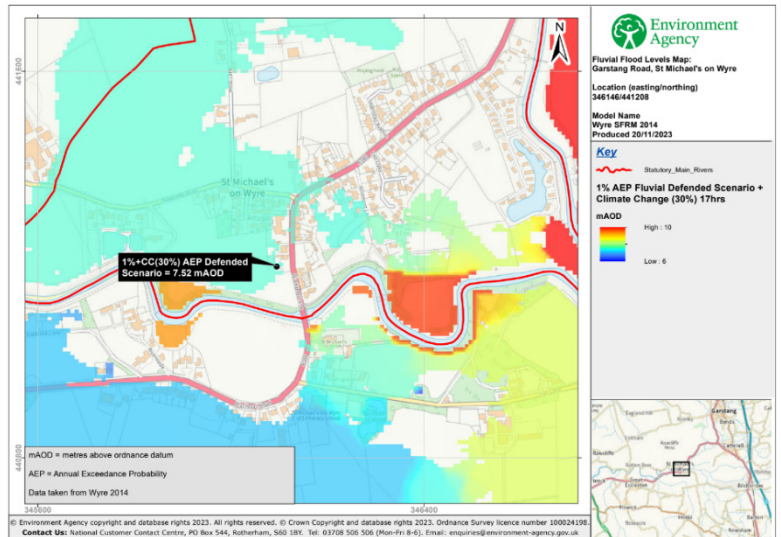 Environment
Agency
Fluvial Flood Levels Map:
Garstang Road, St Michael's on Wyre
Location (easting/northing)
346146/441208
Model Name
Wyre SFRM 2014
Produced 20/11/2023
Key
Statutory_Main_Rivers
1% AEP Fluvial Defended Scenario +
Climate Change (30%) 17hrs
mAOD
High : 10
Low : 6
N
St Michael's
on Wyre
1%+CC(30%) AEP Defended
Scenario = 7.52 mAOD
mAOD = metres above ordnance datum
AEP = Annual Exceedance Probability
Data taken from Wyre 2014
346400
Garstang
© Environment Agency copyright and database rights 2023. All rights reserved. © Crown Copyright and database rights 2023. Ordnance Survey licence number 100024198.
Contact Us: National Customer Contact Centre, PO Box 544, Rotherham, S60 1BY. Tel: 03708 506 506 (Mon-Fri 8-6). Email: enquiries@environment-agency.gov.uk